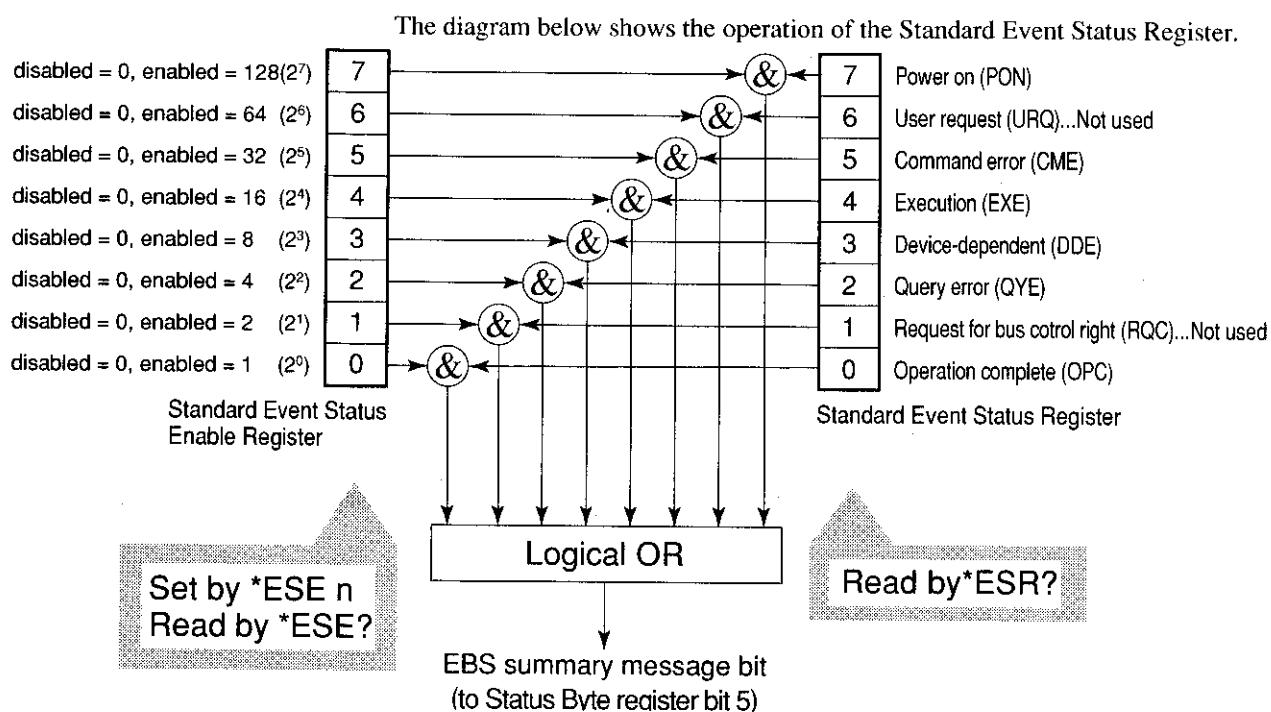 The diagram below shows the operation of the Standard Event Status Register.
disabled = 0, enabled = 128(2⁷) 7 & 7 Power on (PON)
disabled = 0, enabled = 64 (2⁶) 6 & 6 User request (URQ)...Not used
disabled = 0, enabled = 32 (2⁵) 5 & 5 Command error (CME)
disabled = 0, enabled = 16 (2⁴) 4 & 4 Execution (EXE)
disabled = 0, enabled = 8 (2³) 3 & 3 Device-dependent (DDE)
disabled = 0, enabled = 4 (2²) 2 & 2 Query error (QYE)
disabled = 0, enabled = 2 (2¹) 1 & 1 Request for bus cotrol right (RQC)...Not used
disabled = 0, enabled = 1 (2⁰) 0 & 0 Operation complete (OPC)
Standard Event Status
Enable Register
Standard Event Status Register
Logical OR
Set by *ESE n
Read by *ESE?
Read by*ESR?
EBS summary message bit
(to Status Byte register bit 5)